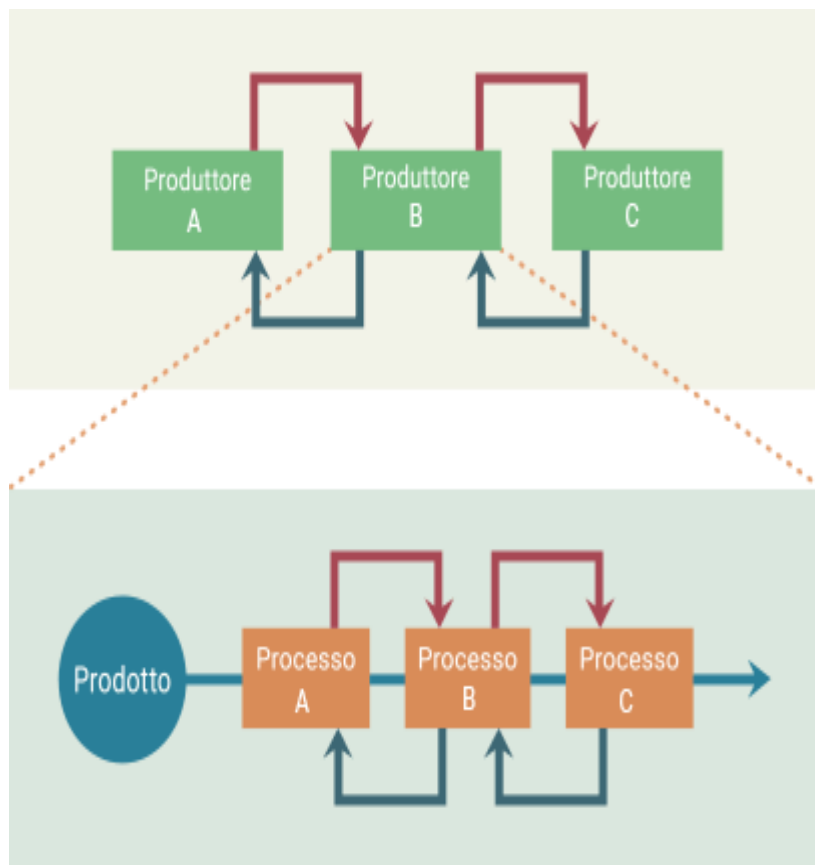 Produttore
A
Produttore
B
Produttore
C
Prodotto
Processo
A
Processo
B
Processo
C